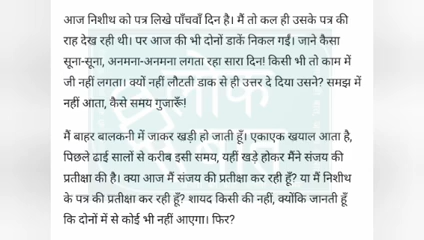 आज निशीथ को पत्र लिखे पाँचवाँ दिन है। मैं तो कल ही उसके पत्र की
राह देख रही थी। पर आज की भी दोनों डाकें निकल गईं। जाने कैसा
सूना-सूना, अनमना-अनमना लगता रहा सारा दिन! किसी भी तो काम में
जी नहीं लगता। क्यों नहीं लौटती डाक से ही उत्तर दे दिया उसने? समझ में
नहीं आता, कैसे समय गुजारूँ!
मैं बाहर बालकनी में जाकर खड़ी हो जाती हूँ। एकाएक खयाल आता है,
पिछले ढाई सालों से करीब इसी समय, यहीं खड़े होकर मैंने संजय की
प्रतीक्षा की है। क्या आज मैं संजय की प्रतीक्षा कर रही हूँ? या मैं निशीथ
के पत्र की प्रतीक्षा कर रही हूँ? शायद किसी की नहीं, क्योंकि जानती हूँ
कि दोनों में से कोई भी नहीं आएगा। फिर?